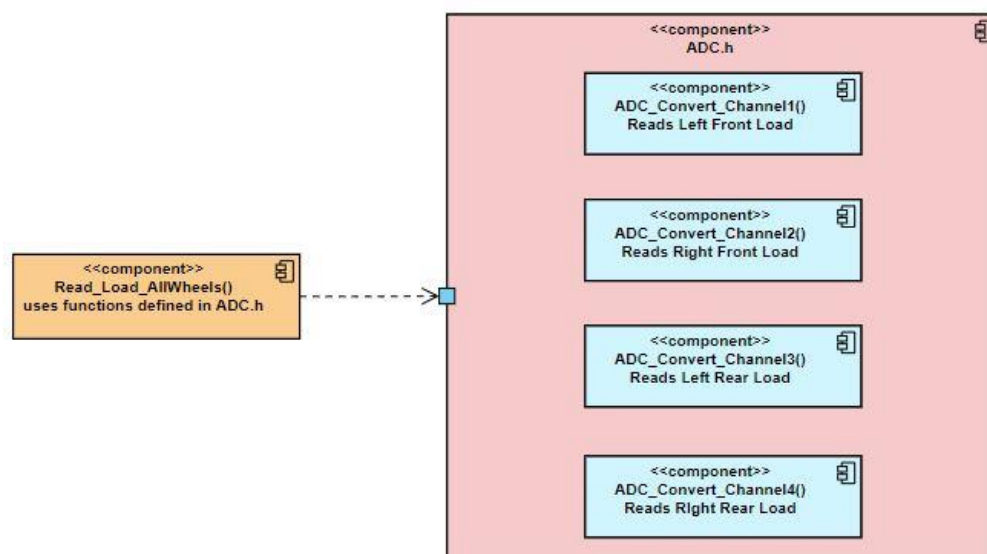 <<component>>
ADC.h
<<component>>
ADC_Convert_Channel1()
Reads Left Front Load
<<component>>
ADC_Convert_Channel2()
Reads Right Front Load
<<component>>
Read_Load_AllWheels()
uses functions defined in ADC.h
<<component>>
ADC_Convert_Channel3()
Reads Left Rear Load
<<component>>
ADC_Convert_Channel4()
Reads RIght Rear Load